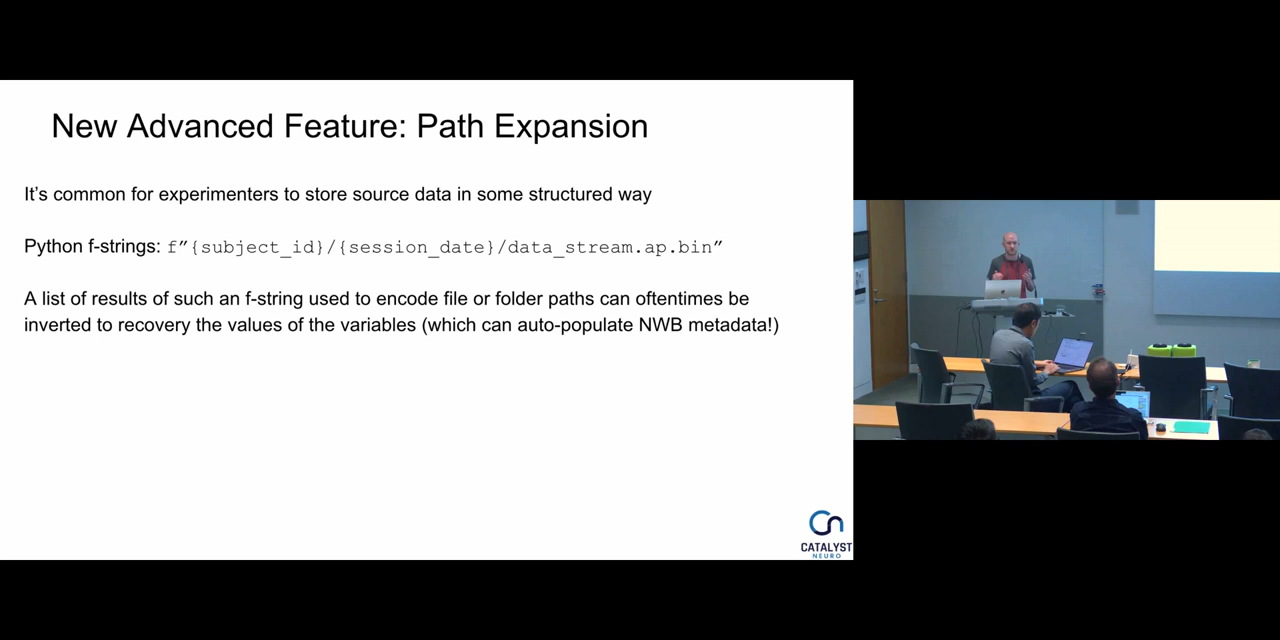 New Advanced Feature: Path Expansion
It's common for experimenters to store source data in some structured way
Python f-strings: f”{subject_id}/{session_date}/data_stream.ap.bin”
A list of results of such an f-string used to encode file or folder paths can oftentimes be
inverted to recovery the values of the variables (which can auto-populate NWB metadata!)
CATALYST
NEURO